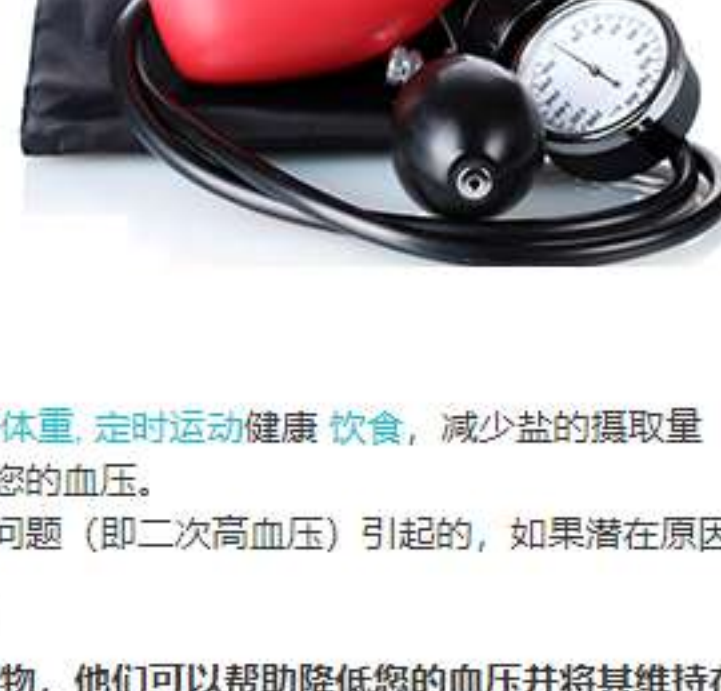 体重, 定时运动健康 饮食，减少盐的摄取量
您的血压。
问题（即二次高血压）引起的，如果潜在原因
物，他们可以帮助降低您的血压并将其维持在